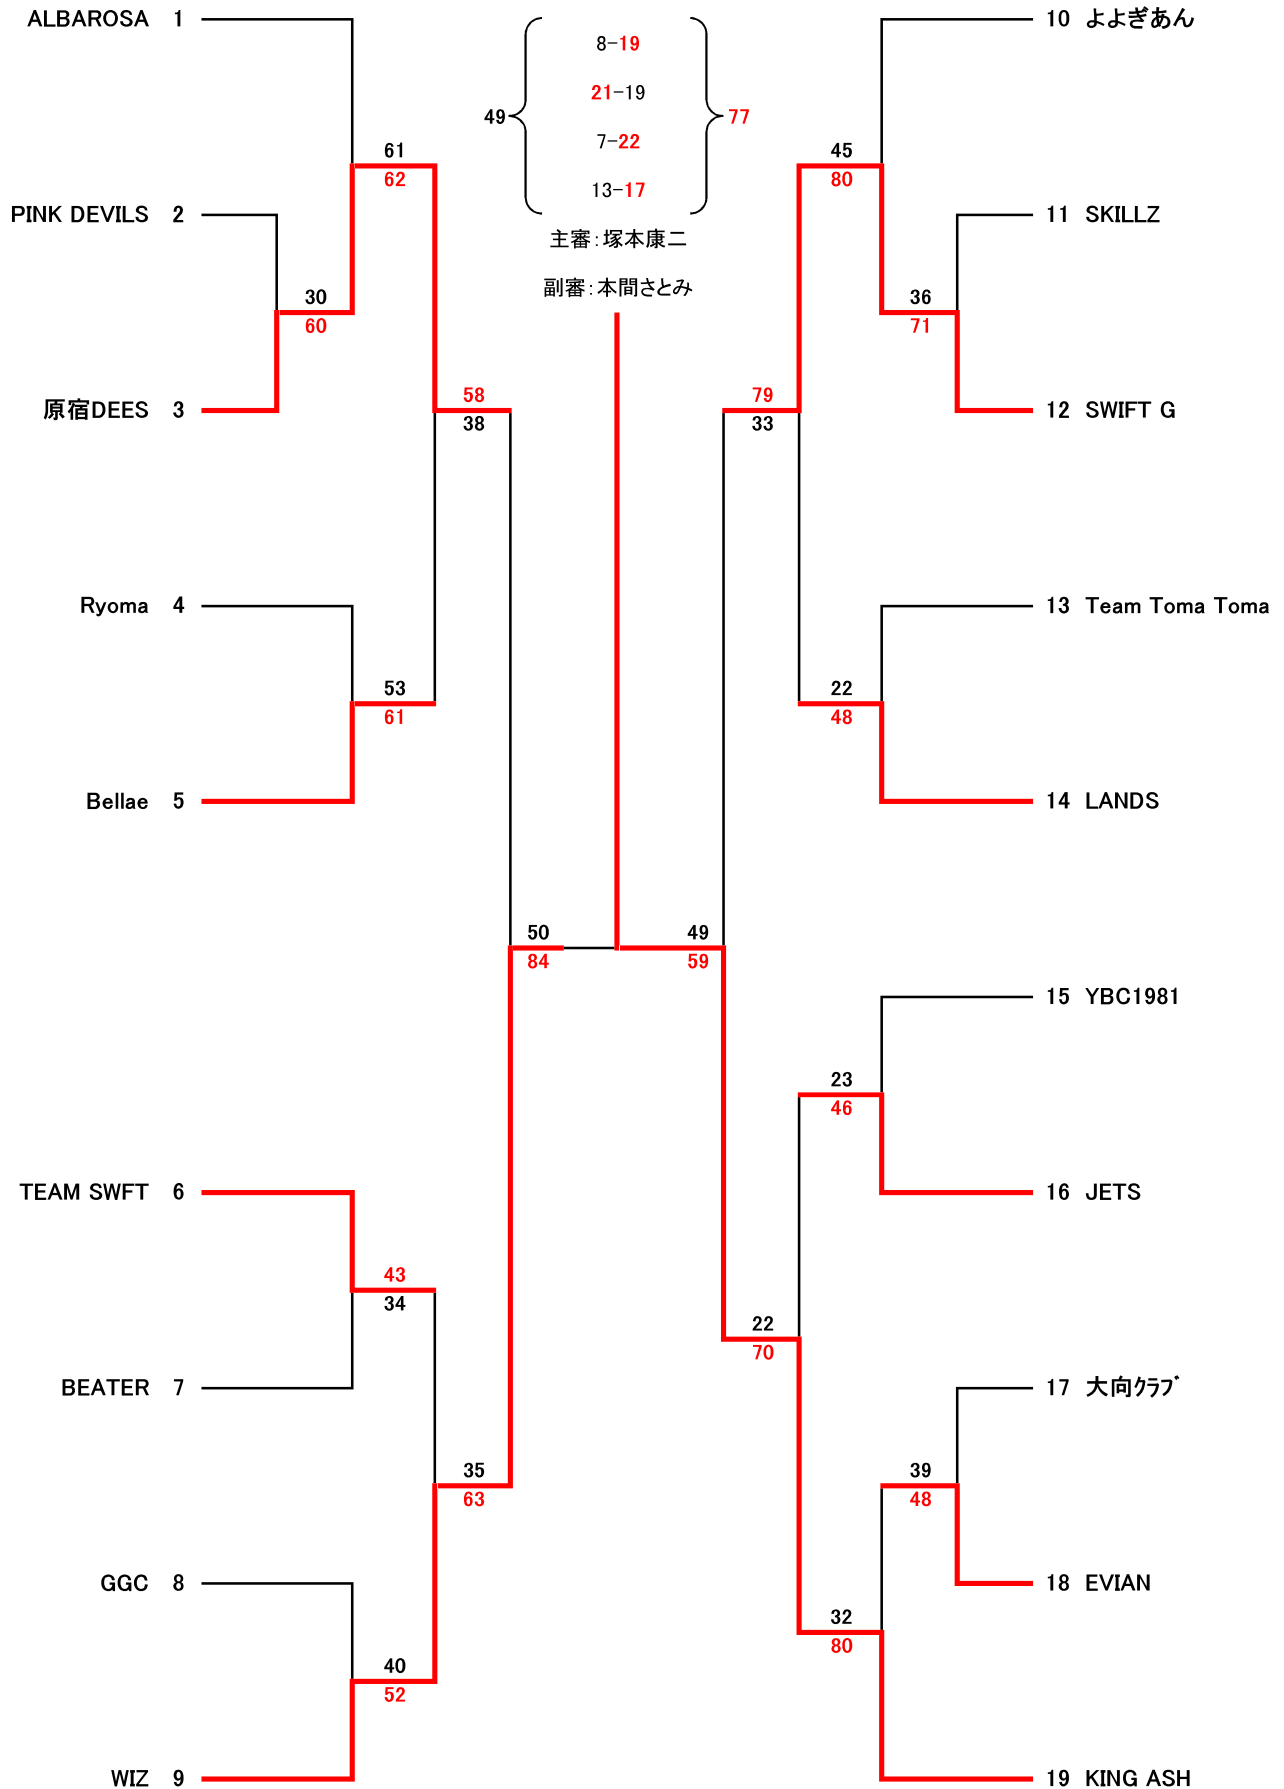 ALBAROSA 1
8-19
10 よよぎあん
21-19
49
77
7-22
61
62
45
80
13-17
PINK DEVILS 2
11 SKILLZ
主審:塚本康二
副審:本間さとみ
30
60
36
71
原宿DEES 3
58
38
79
33
12 SWIFT G
Ryoma 4
13 Team Toma Toma
53
61
22
48
Bellae 5
14 LANDS
50
84
49
59
15 YBC1981
23
46
TEAM SWFT 6
16 JETS
43
34
22
70
BEATER 7
17 大向ｸﾗﾌﾞ
35
63
39
48
GGC 8
18 EVIAN
32
80
40
52
WIZ 9
19 KING ASH